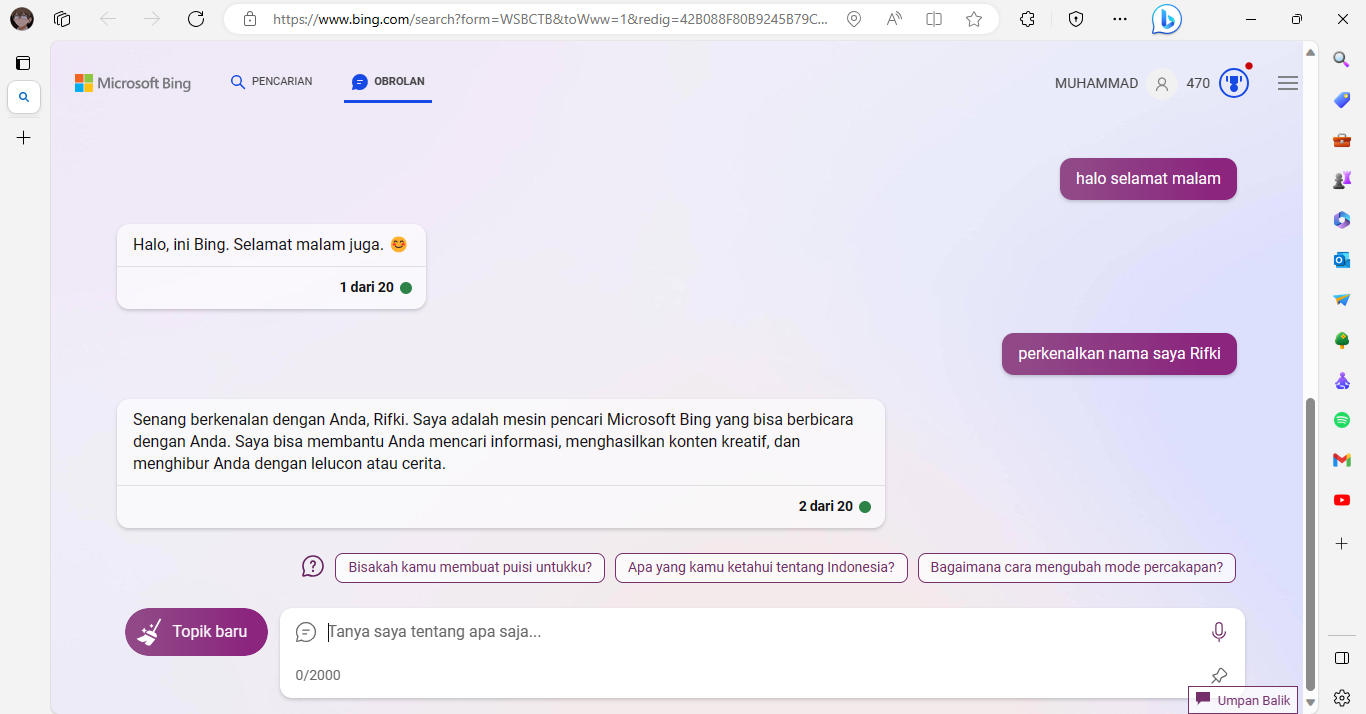 https://www.bing.com/search?form=WSBCTB&toWww=1&redig=42B088F80B9245B79C...
Microsoft Bing
PENCARIAN
OBROLAN
MUHAMMAD
470
halo selamat malam
Halo, ini Bing. Selamat malam juga. 😊
1 dari 20
perkenalkan nama saya Rifki
Senang berkenalan dengan Anda, Rifki. Saya adalah mesin pencari Microsoft Bing yang bisa berbicara
dengan Anda. Saya bisa membantu Anda mencari informasi, menghasilkan konten kreatif, dan
menghibur Anda dengan lelucon atau cerita.
2 dari 20
Bisakah kamu membuat puisi untukku?
Apa yang kamu ketahui tentang Indonesia?
Bagaimana cara mengubah mode percakapan?
Topik baru
Tanya saya tentang apa saja...
0/2000
Umpan Balik